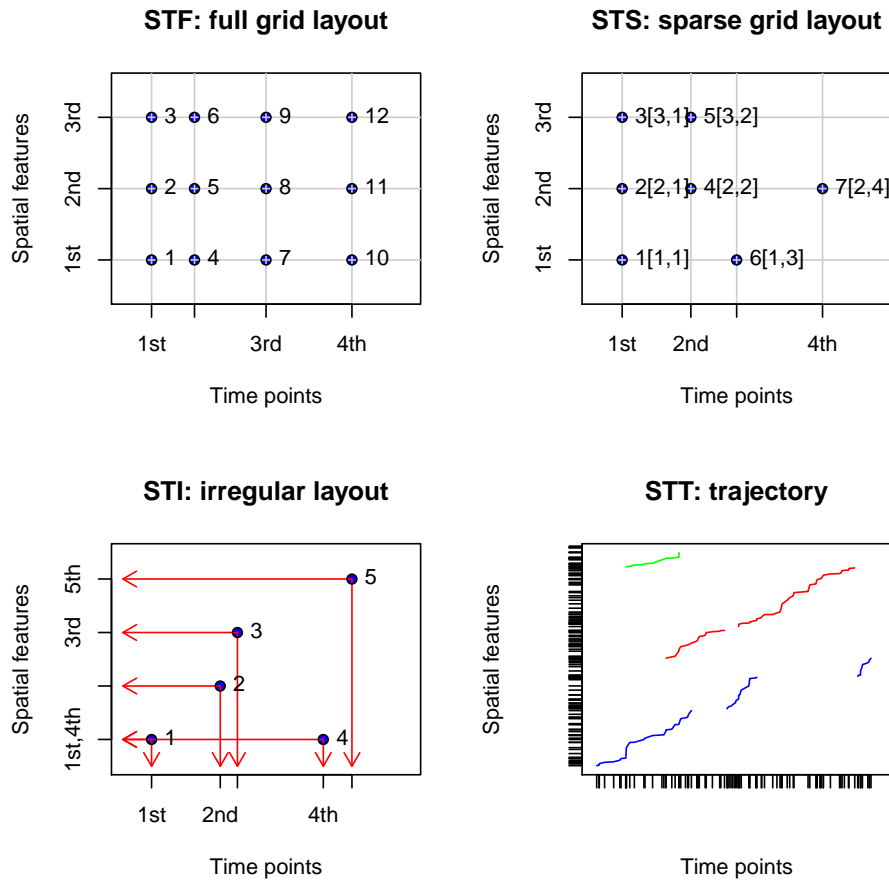 STF: full grid layout
3 6 9 12
2 5 8 11
1 4 7 10
3rd
2nd
1st
Spatial features
1st 3rd 4th
Time points
STS: sparse grid layout
3[3,1] 5[3,2]
2[2,1] 4[2,2] 7[2,4]
1[1,1] 6[1,3]
3rd
2nd
1st
Spatial features
1st 2nd 4th
Time points
STI: irregular layout
5
3
2
1 4
5th
3rd
1st,4th
Spatial features
1st 2nd 4th
Time points
STT: trajectory
Spatial features
Time points